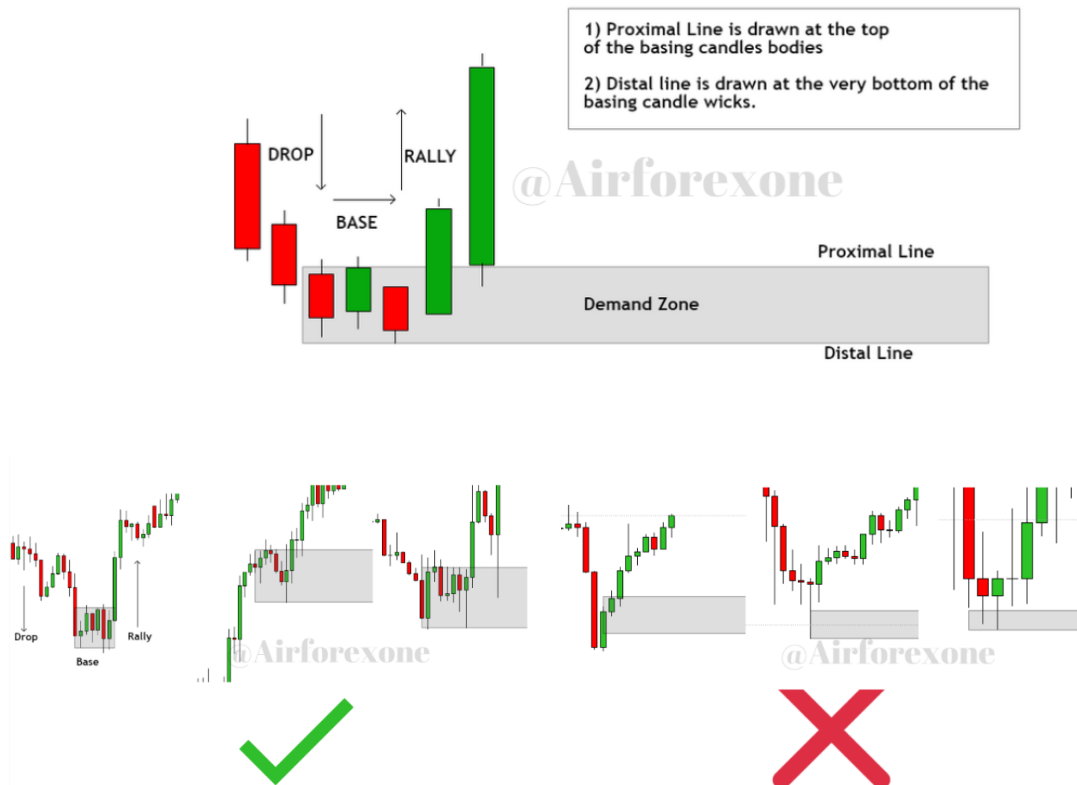 1) Proximal Line is drawn at the top
of the basing candles bodies
2) Distal line is drawn at the very bottom of the
basing candle wicks.
DROP
RALLY
@Airforexone
BASE
Proximal Line
Demand Zone
Distal Line
Drop
Rally
Base
@Airforexone
@Airforexone